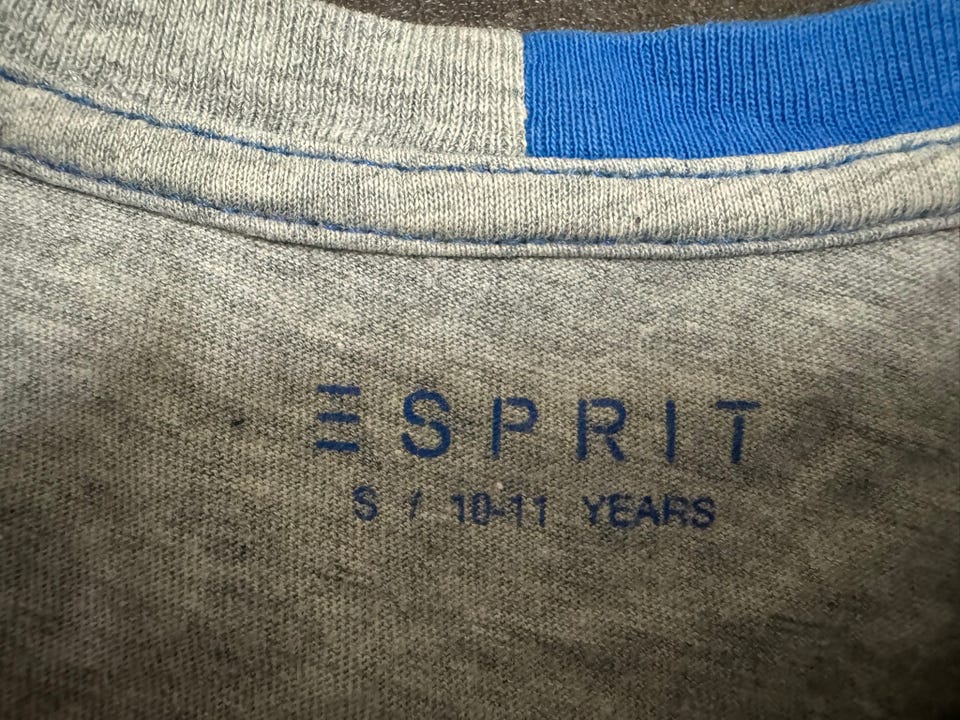 ESPRIT
S / 10-11 YEARS